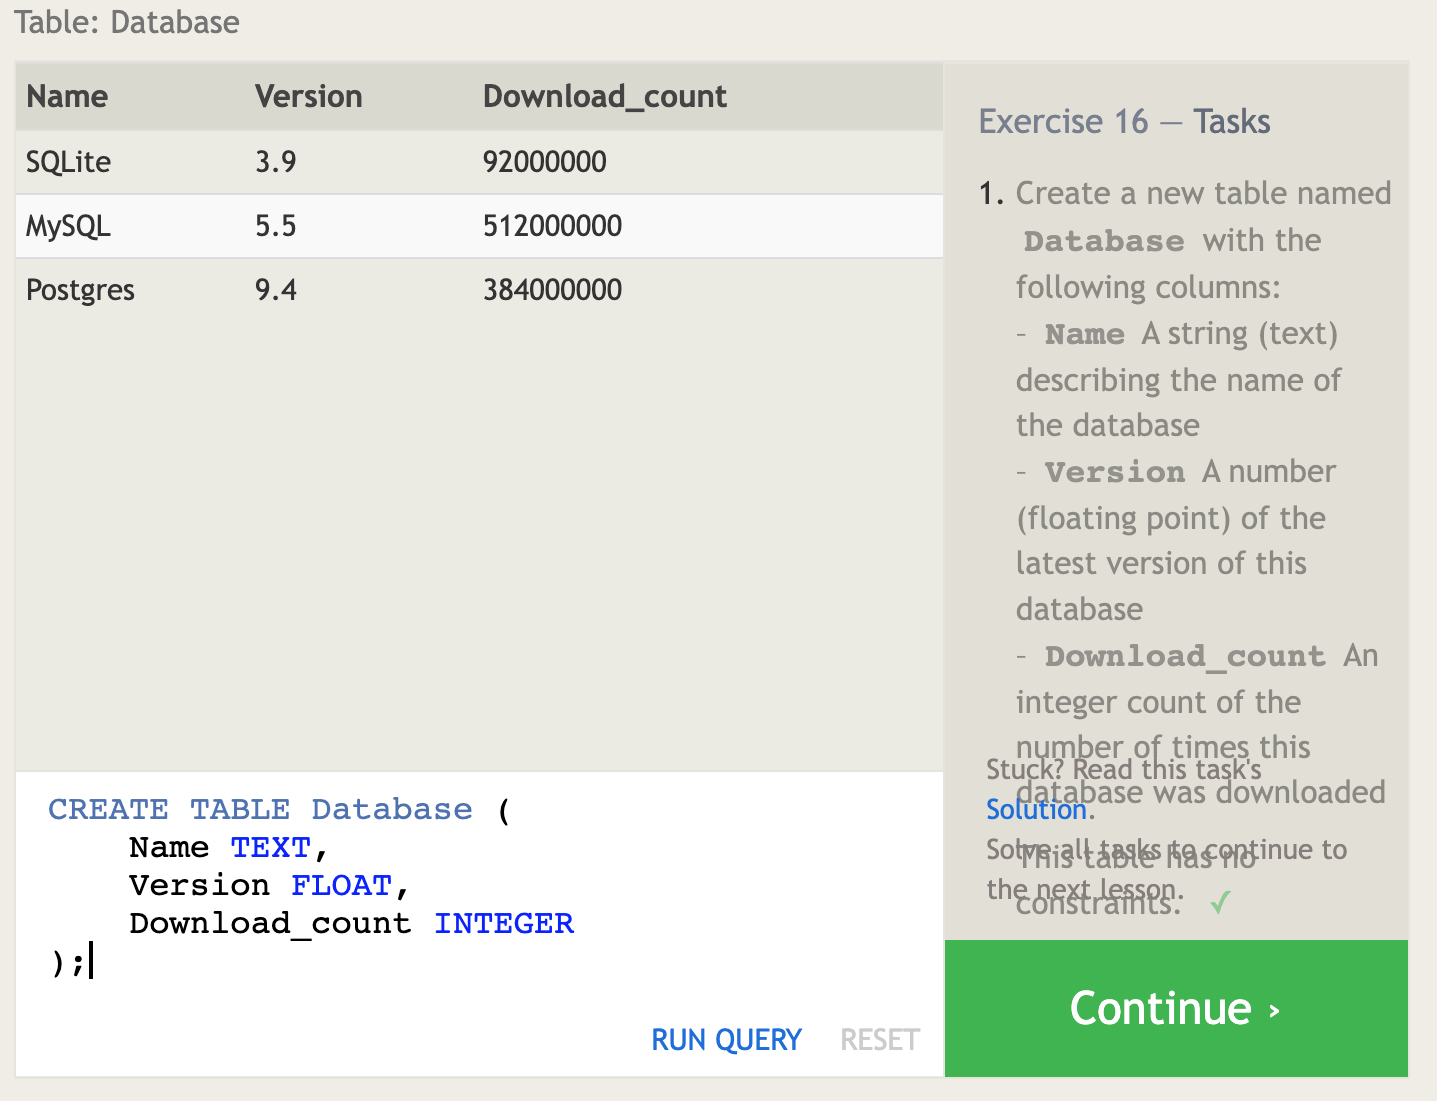 Table: Database
Name Version Download_count
SQLite 3.9 92000000
MySQL 5.5 512000000
Postgres 9.4 384000000
CREATE TABLE Database (
    Name TEXT,
    Version FLOAT,
    Download_count INTEGER
);
RUN QUERY RESET
Exercise 16 — Tasks
1. Create a new table named
Database with the
following columns:
– Name A string (text)
describing the name of
the database
– Version A number
(floating point) of the
latest version of this
database
– Download_count An
integer count of the
number of times this
database was downloaded
This table has no
constraints. ✓
Stuck? Read this task's
Solution.
Solve all tasks to continue to
the next lesson.
Continue ›